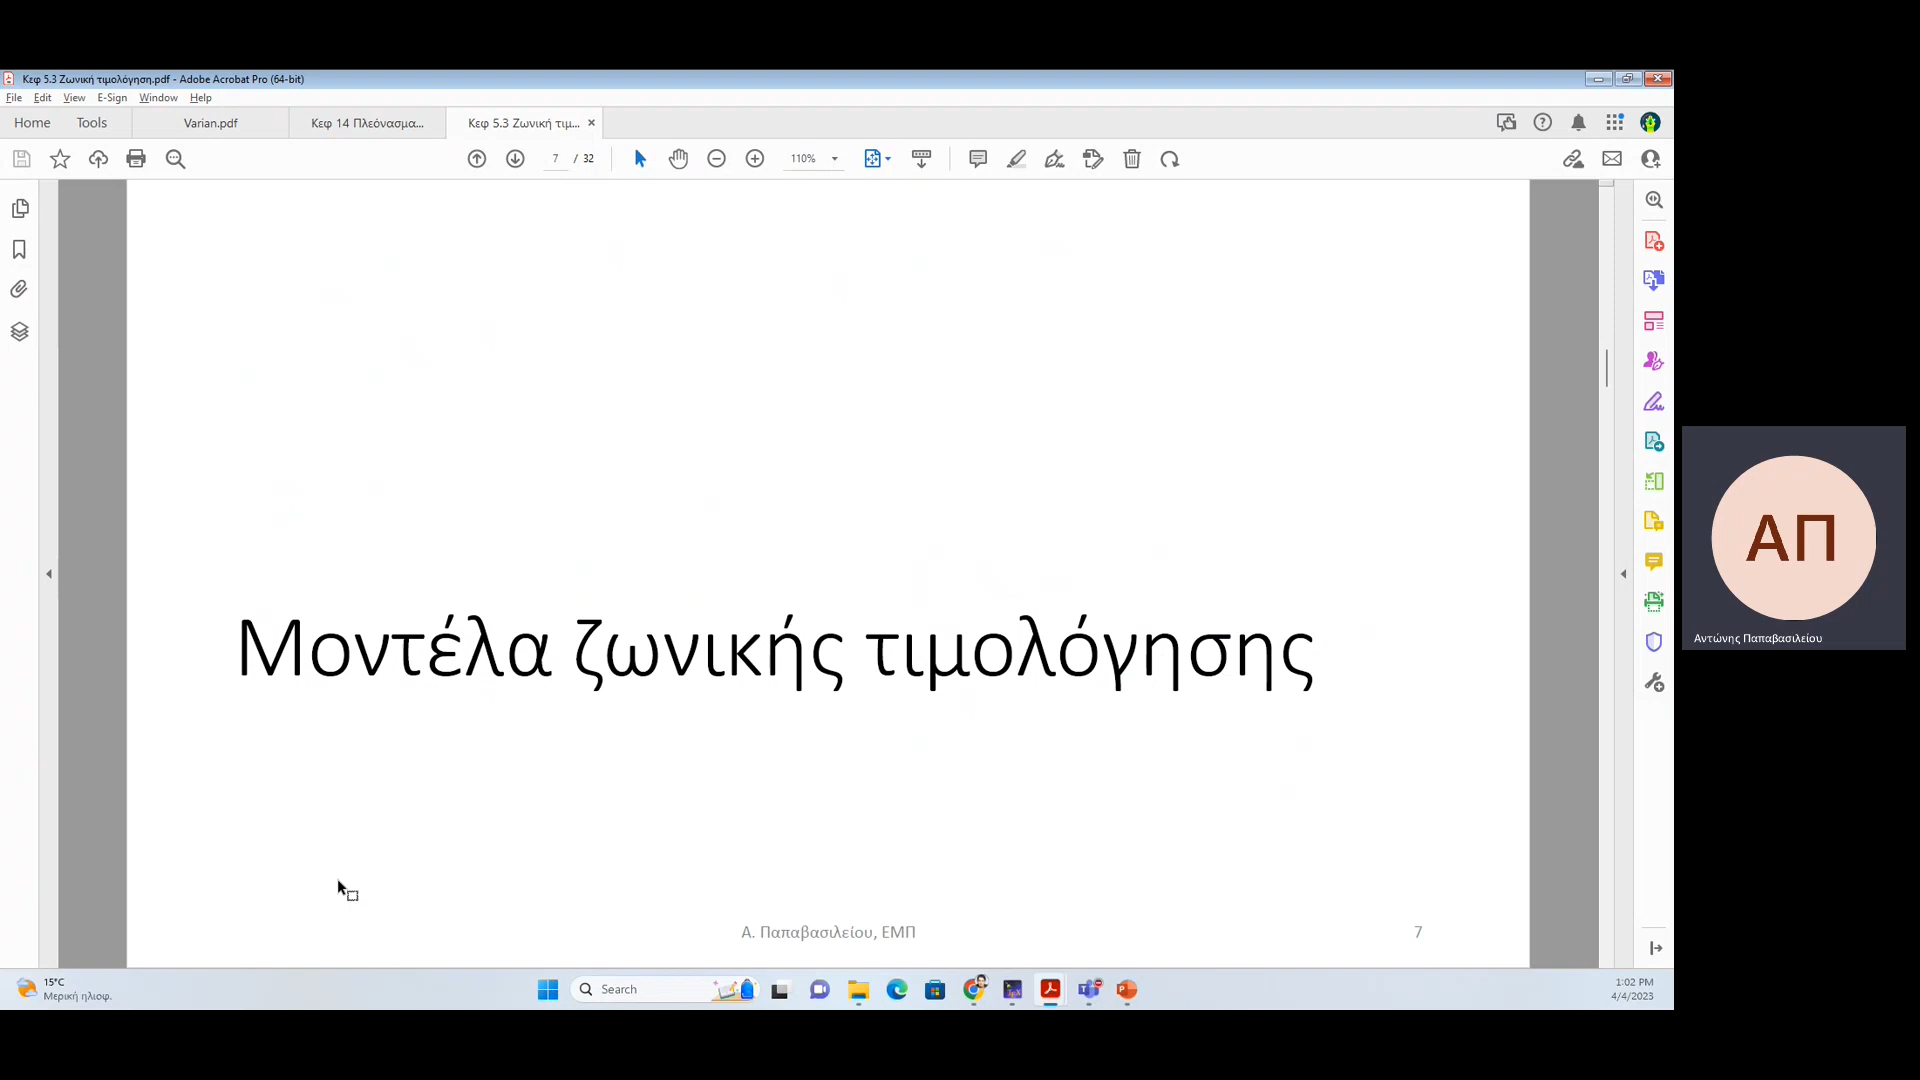 Κεφ 5.3 Ζωνική τιμολόγηση.pdf - Adobe Acrobat Pro (64-bit)
File Edit View E-Sign Window Help
Home Tools Varian.pdf Κεφ 14 Πλεόνασμα... Κεφ 5.3 Ζωνική τιμ...
7 / 32 110%
Μοντέλα ζωνικής τιμολόγησης
ΑΠ
Αντώνης Παπαβασιλείου
Α. Παπαβασιλείου, ΕΜΠ 7
15°C
Μερική ηλιοφ.
Search
1:02 PM
4/4/2023